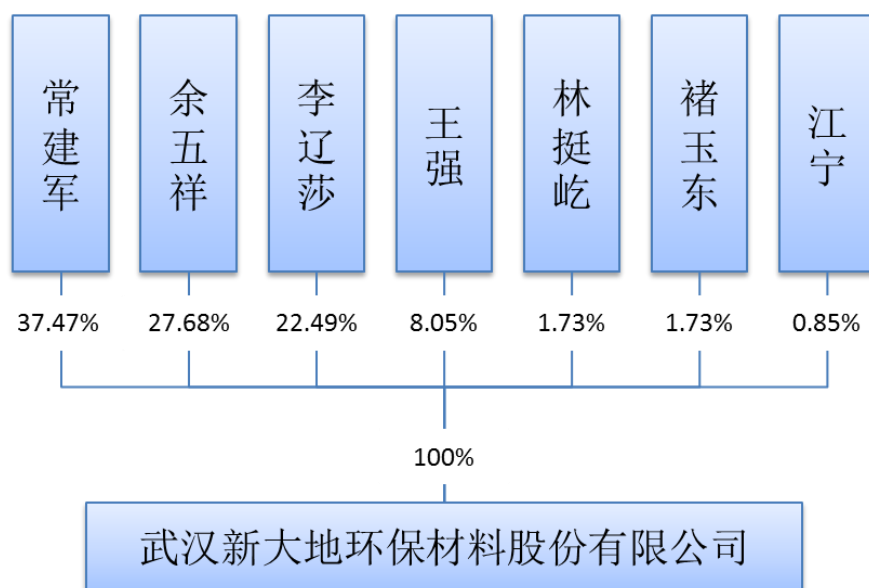 常建军
余五祥
李辽莎
王强
林挺屹
褚玉东
江宁
37.47%
27.68%
22.49%
8.05%
1.73%
1.73%
0.85%
100%
武汉新大地环保材料股份有限公司